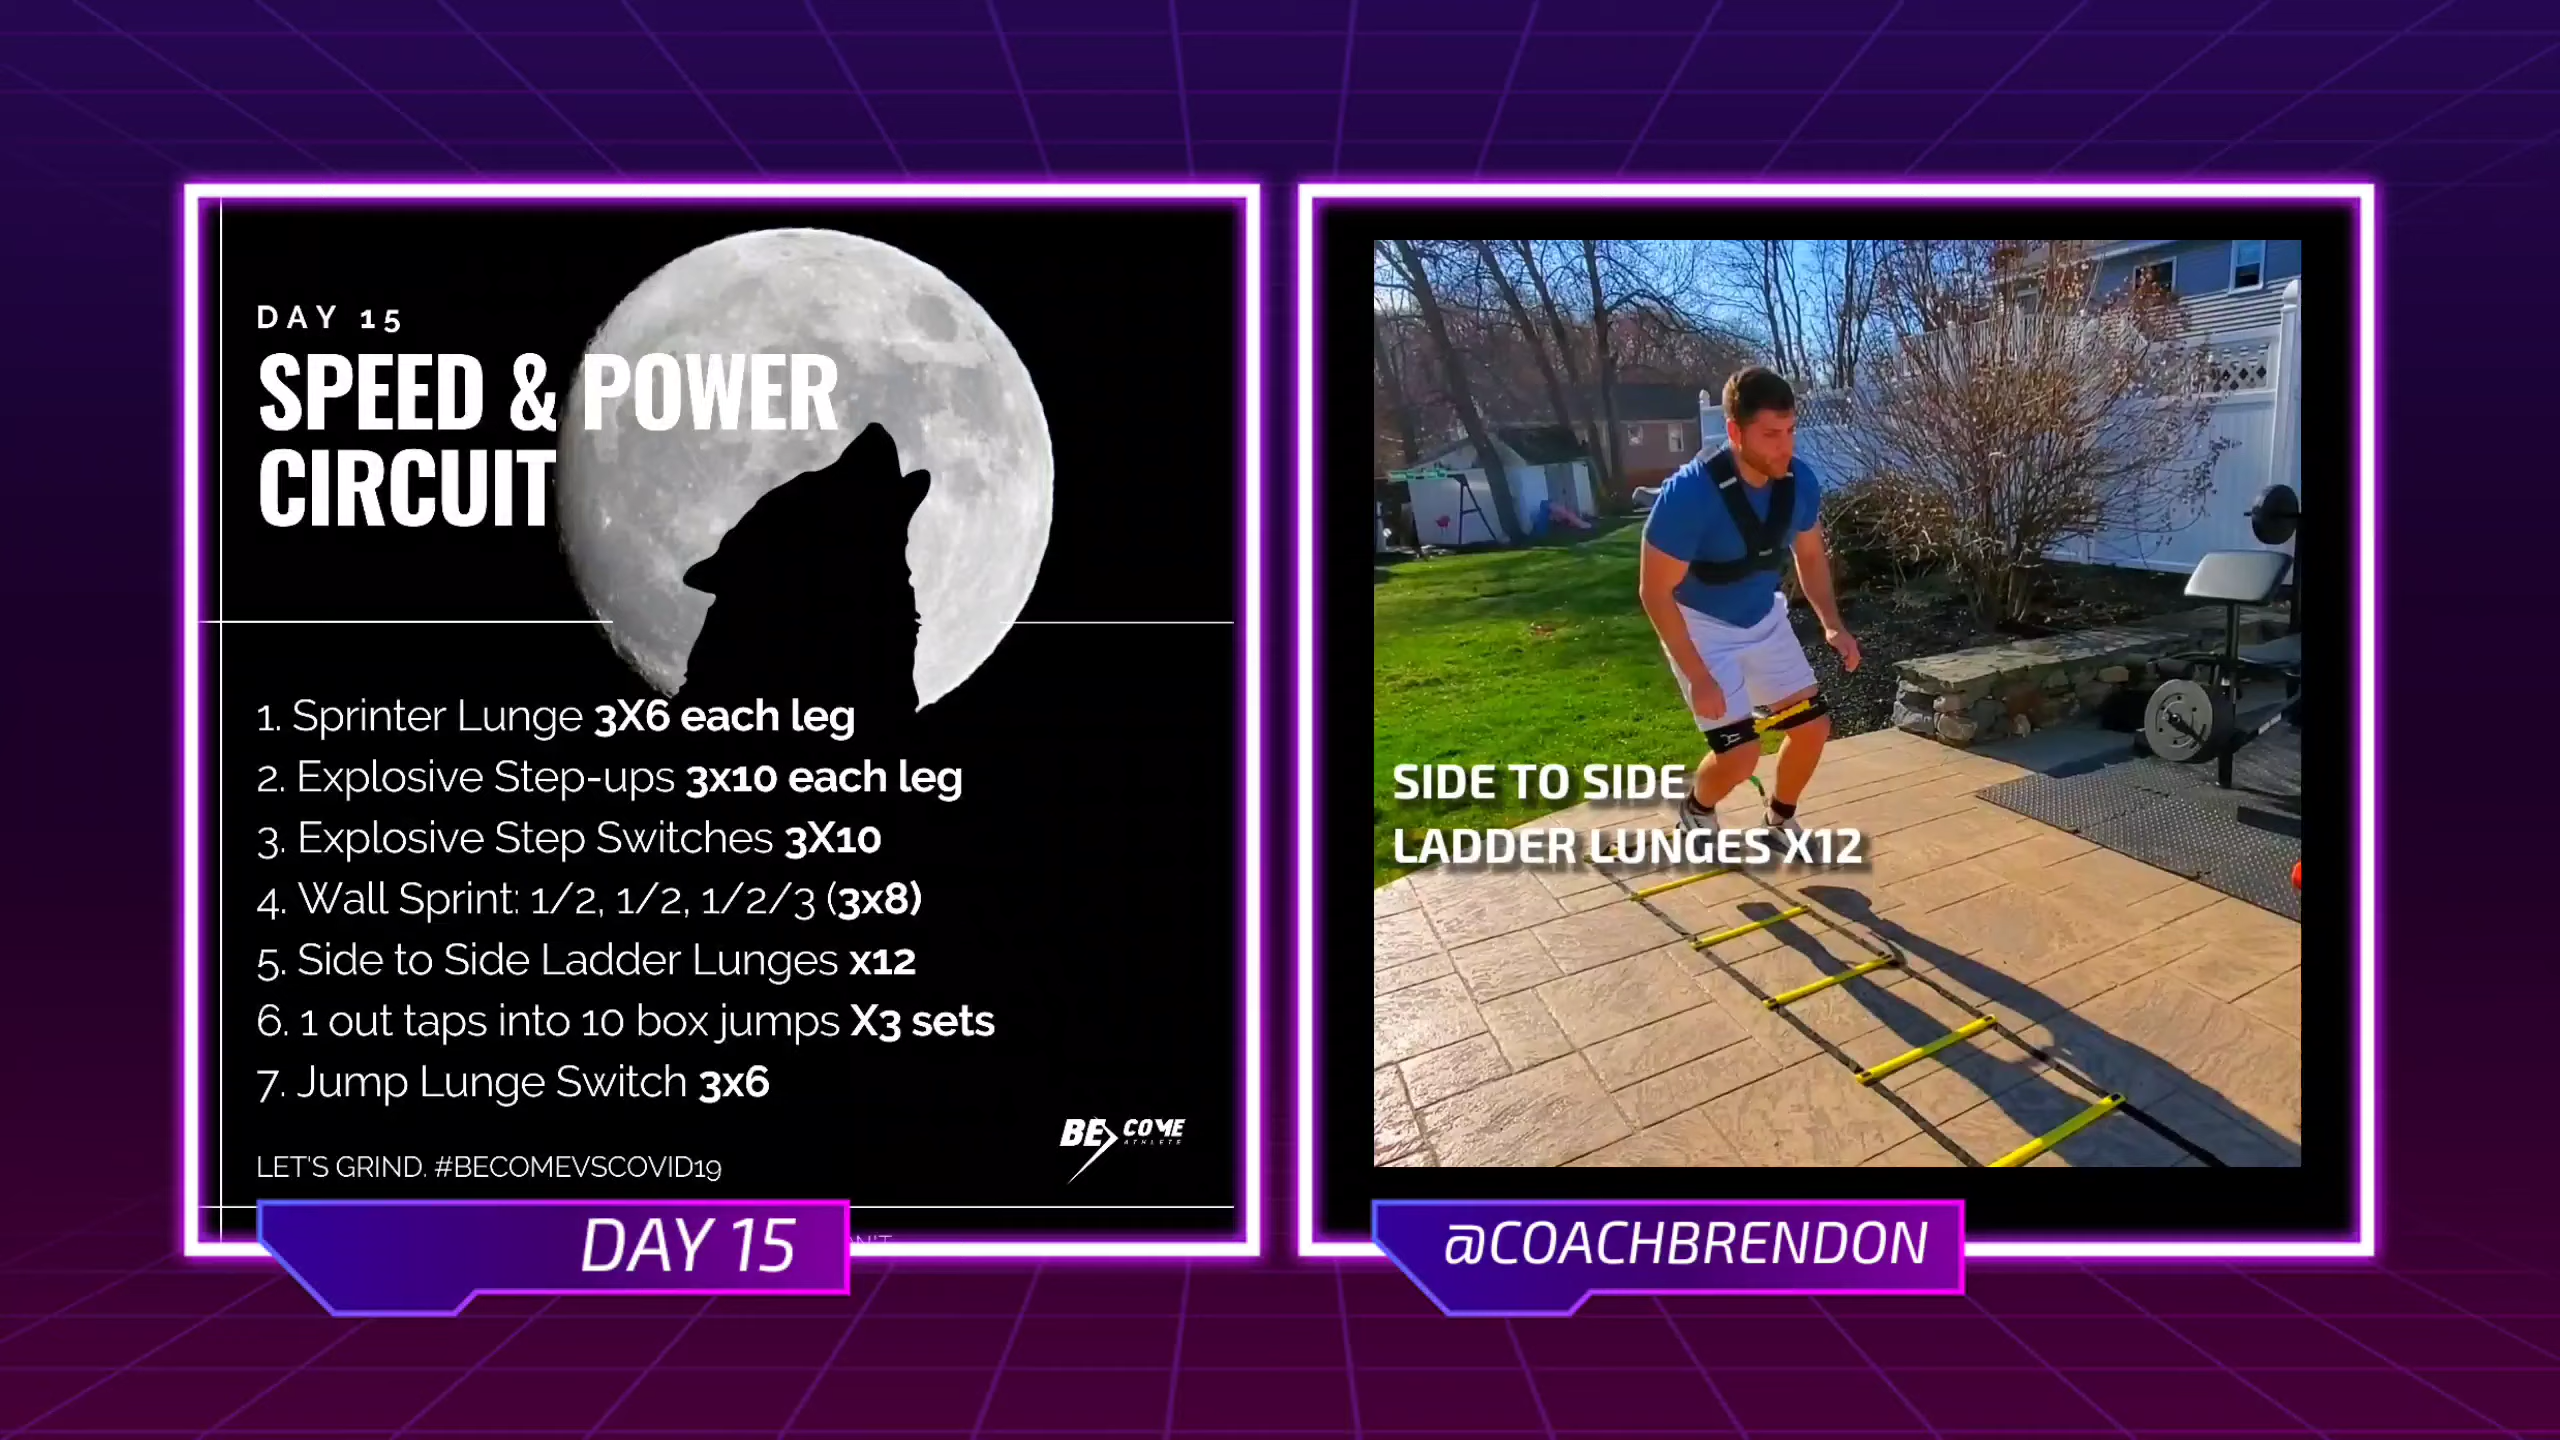 DAY 15
SPEED & POWER
CIRCUIT
1. Sprinter Lunge 3X6 each leg
2. Explosive Step-ups 3x10 each leg
3. Explosive Step Switches 3X10
4. Wall Sprint: 1/2, 1/2, 1/2/3 (3x8)
5. Side to Side Ladder Lunges x12
6. 1 out taps into 10 box jumps X3 sets
7. Jump Lunge Switch 3x6
BECOME
ATHLETE
LET'S GRIND. #BECOMEVSCOVID19
DAY 15
SIDE TO SIDE
LADDER LUNGES X12
@COACHBRENDON